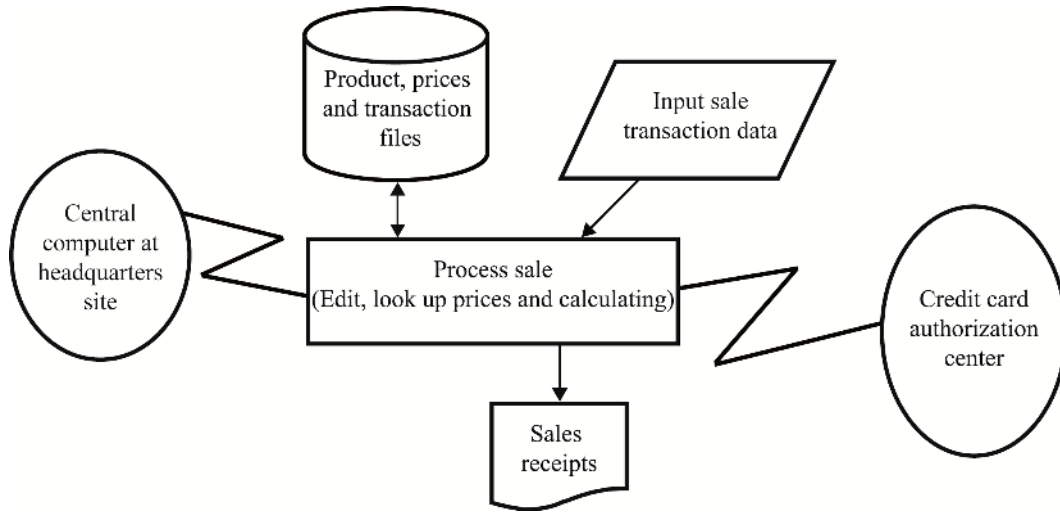 Product, prices
and transaction
files
Input sale
transaction data
Central
computer at
headquarters
site
Process sale
(Edit, look up prices and calculating)
Credit card
authorization
center
Sales
receipts